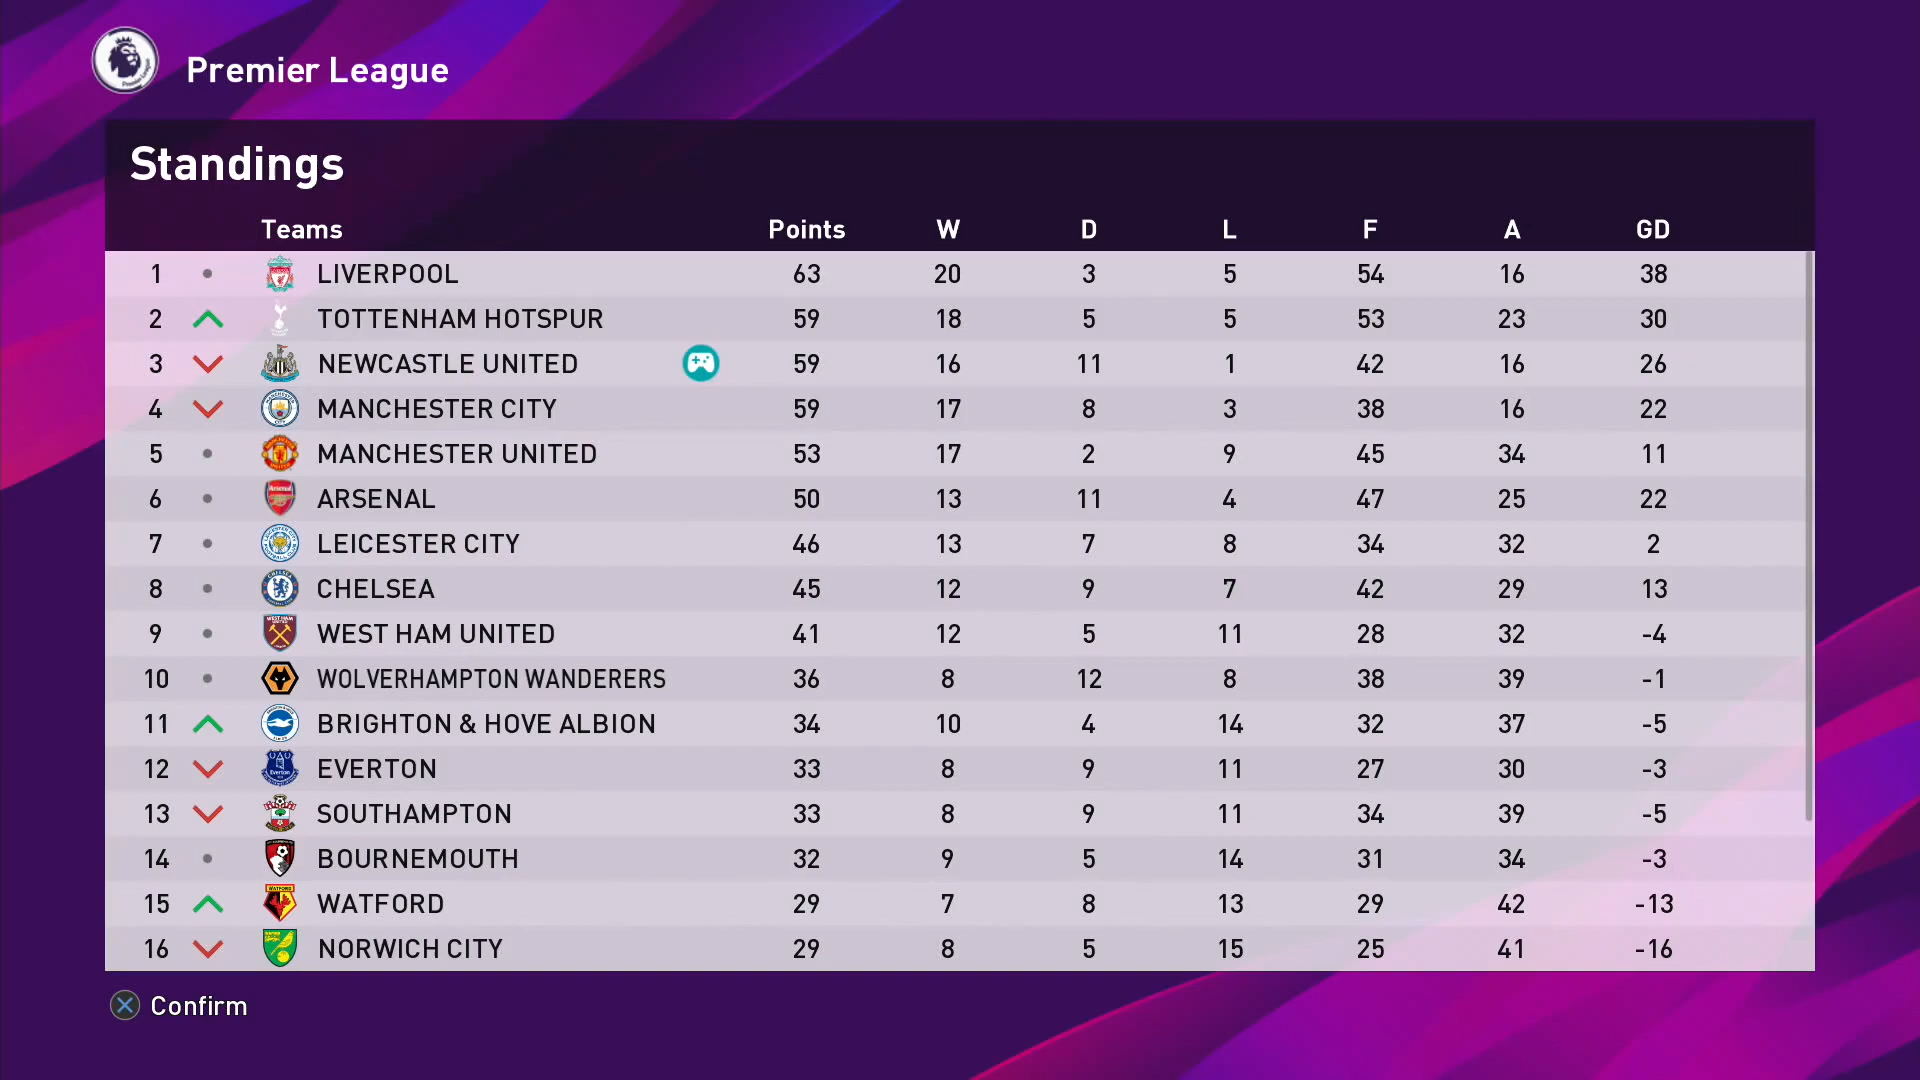 Premier League
Standings
Teams Points W D L F A GD
1 LIVERPOOL 63 20 3 5 54 16 38
2 TOTTENHAM HOTSPUR 59 18 5 5 53 23 30
3 NEWCASTLE UNITED 59 16 11 1 42 16 26
4 MANCHESTER CITY 59 17 8 3 38 16 22
5 MANCHESTER UNITED 53 17 2 9 45 34 11
6 ARSENAL 50 13 11 4 47 25 22
7 LEICESTER CITY 46 13 7 8 34 32 2
8 CHELSEA 45 12 9 7 42 29 13
9 WEST HAM UNITED 41 12 5 11 28 32 -4
10 WOLVERHAMPTON WANDERERS 36 8 12 8 38 39 -1
11 BRIGHTON & HOVE ALBION 34 10 4 14 32 37 -5
12 EVERTON 33 8 9 11 27 30 -3
13 SOUTHAMPTON 33 8 9 11 34 39 -5
14 BOURNEMOUTH 32 9 5 14 31 34 -3
15 WATFORD 29 7 8 13 29 42 -13
16 NORWICH CITY 29 8 5 15 25 41 -16
Confirm